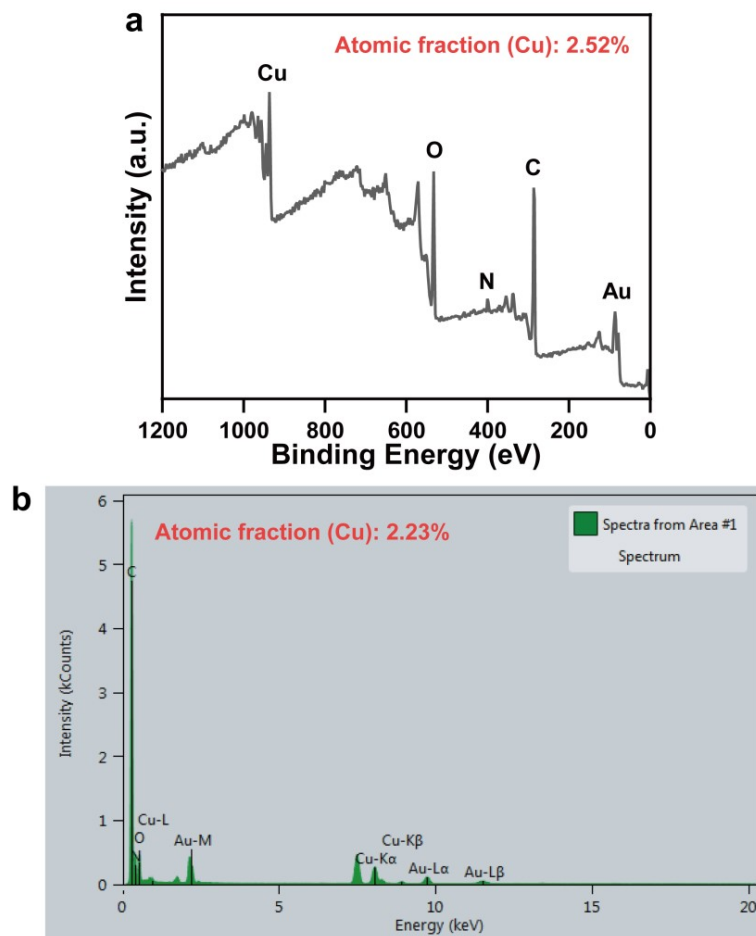 a
Atomic fraction (Cu): 2.52%
Cu
O
C
N
Au
Intensity (a.u.)
1200 1000 800 600 400 200 0
Binding Energy (eV)
b
6
Atomic fraction (Cu): 2.23%
Spectra from Area #1
Spectrum
5
C
4
Intensity (kCounts)
3
2
1
Cu-L
O
Au-M
Cu-Kβ
Cu-Kα
Au-Lα
Au-Lβ
0
0 5 10 15 20
Energy (keV)